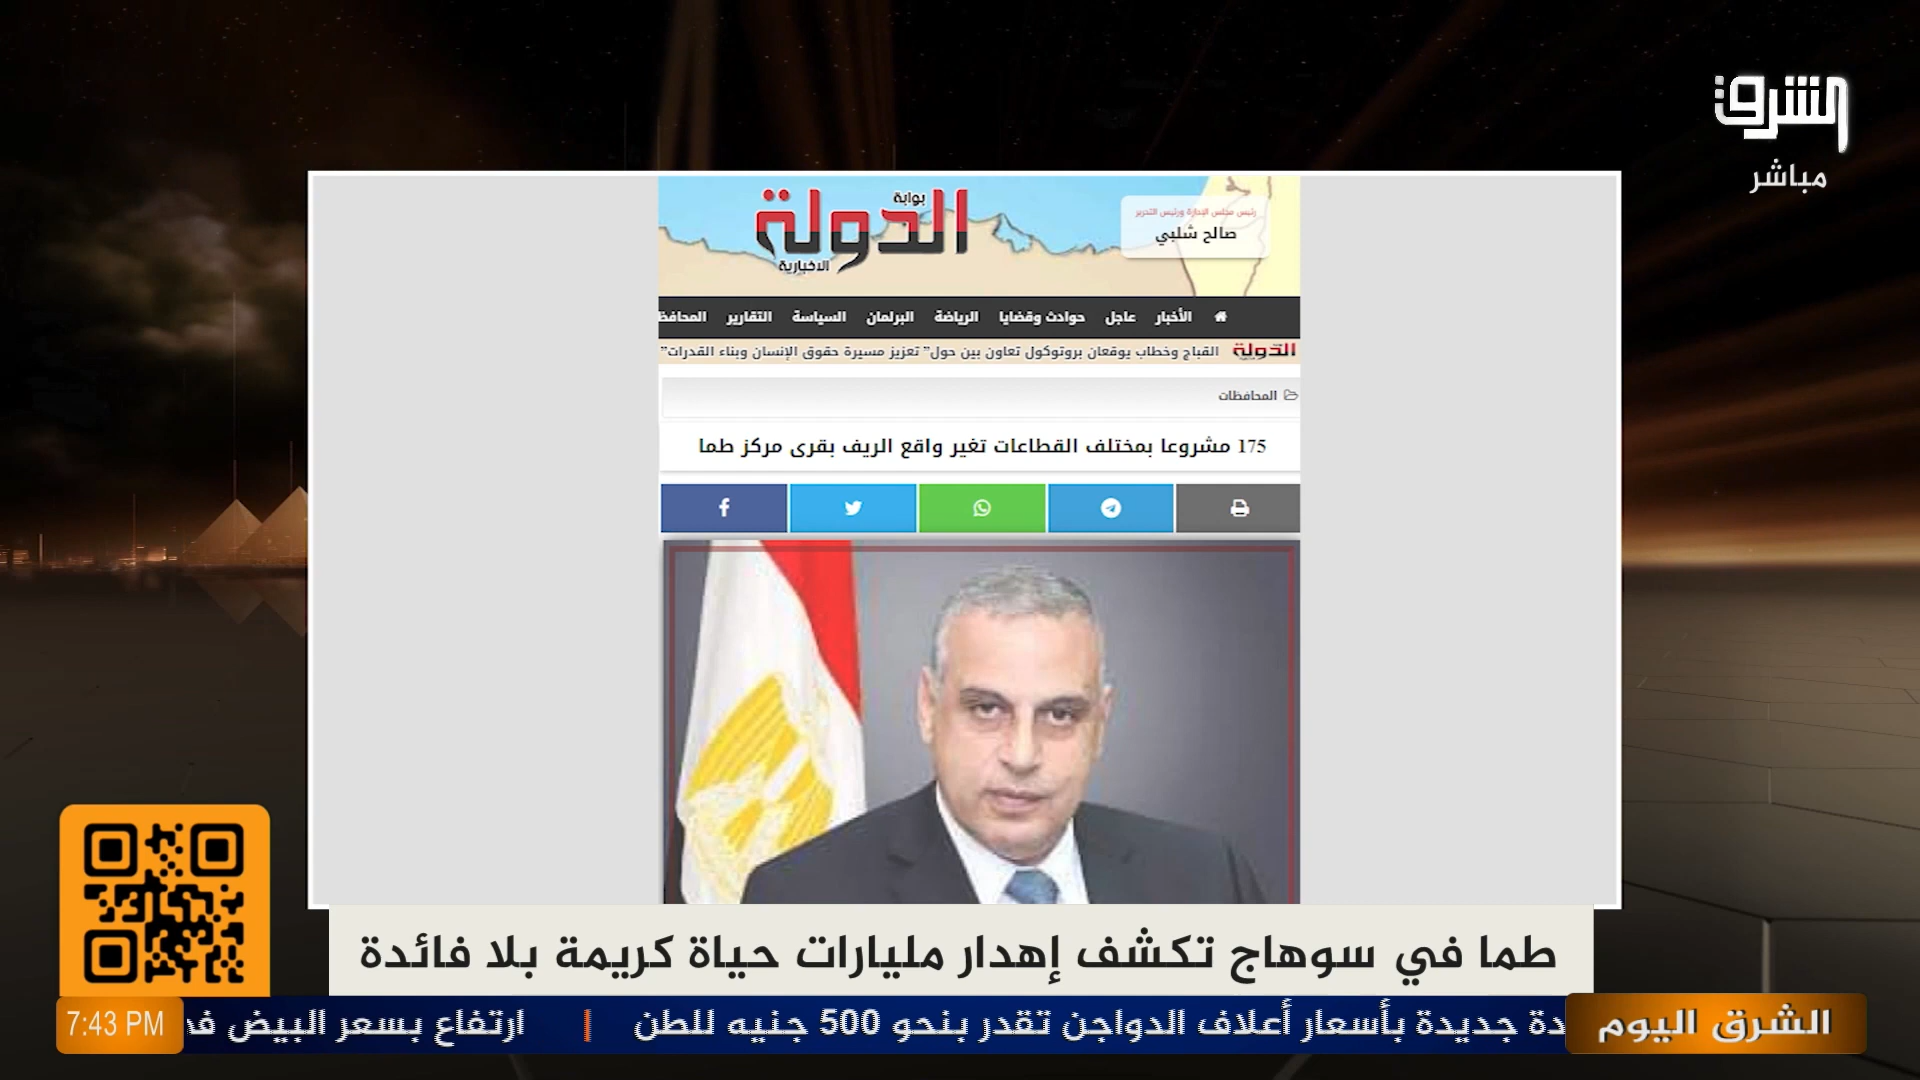 الشرق
مباشر
بوابة
الدولة
الاخبارية
رئيس مجلس الإدارة ورئيس التحرير
صالح شلبي
الأخبار عاجل حوادث وقضايا الرياضة البرلمان السياسة التقارير المحافظ
الدولة القباج وخطاب يوقعان بروتوكول تعاون بين حول" تعزيز مسيرة حقوق الإنسان وبناء القدرات"
المحافظات
175 مشروعا بمختلف القطاعات تغير واقع الريف بقرى مركز طما
طما في سوهاج تكشف إهدار مليارات حياة كريمة بلا فائدة
الشرق اليوم
دة جديدة بأسعار أعلاف الدواجن تقدر بنحو 500 جنيه للطن | ارتفاع بسعر البيض ف
7:43 PM